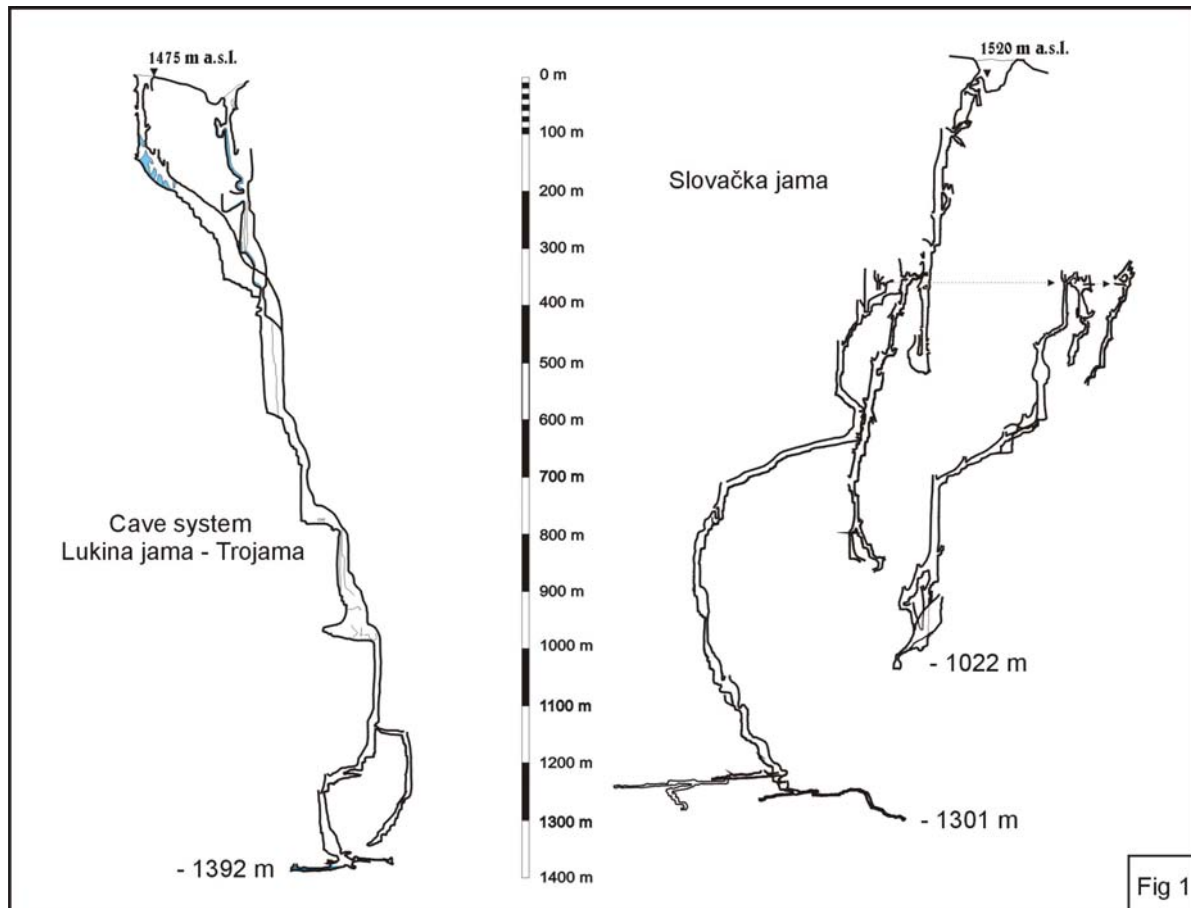 1475 m a.s.l.
1520 m a.s.l.
0 m
100 m
200 m
300 m
400 m
500 m
600 m
700 m
800 m
900 m
1000 m
1100 m
1200 m
1300 m
1400 m
Cave system
Lukina jama - Trojama
- 1392 m
Slovačka jama
- 1022 m
- 1301 m
Fig 1